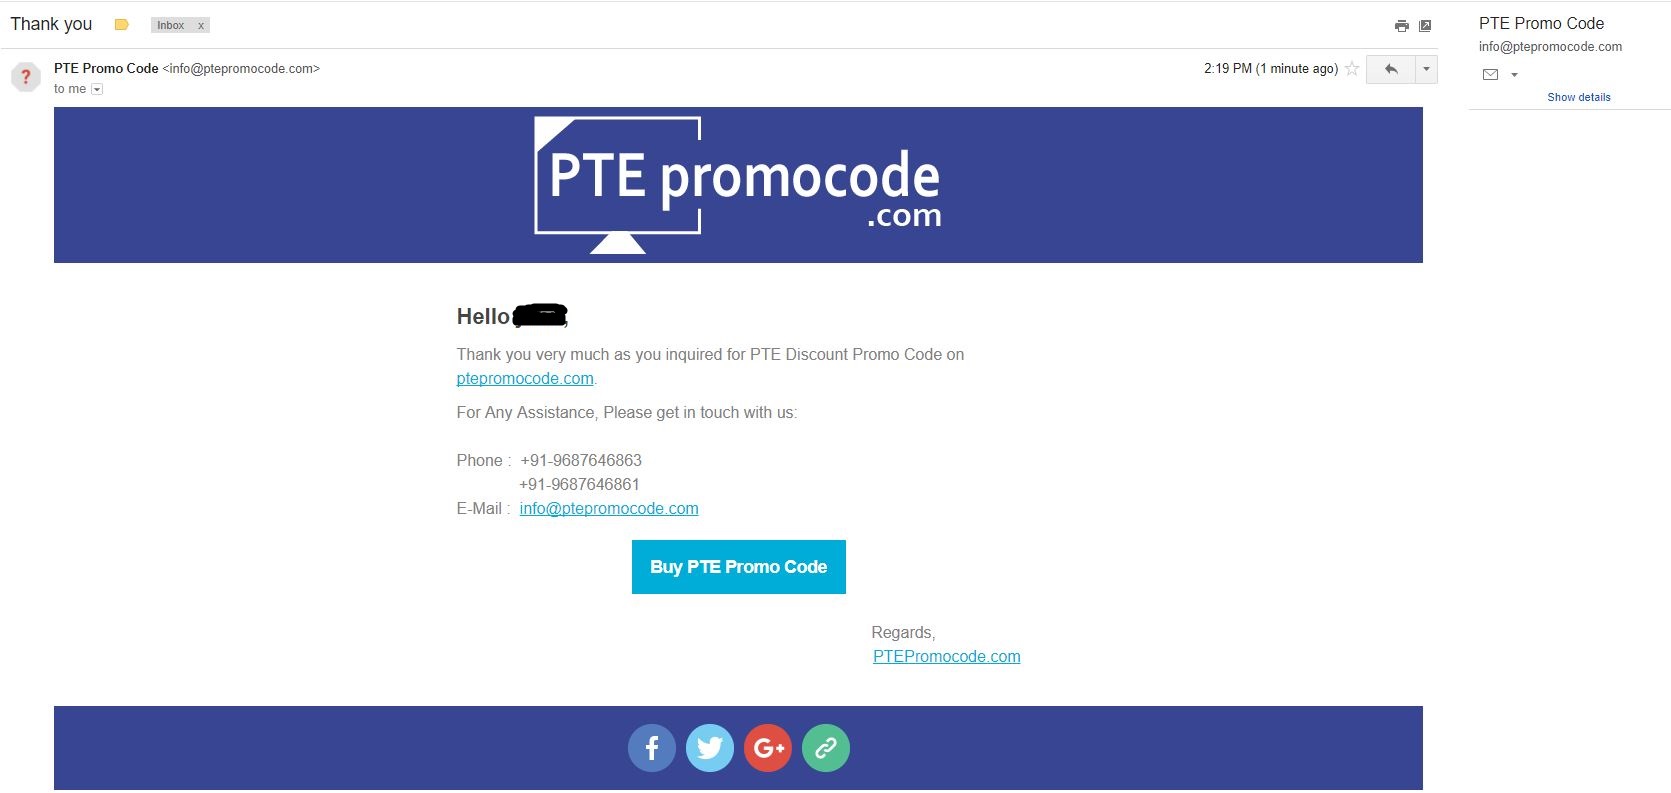 Thank you
Inbox x
PTE Promo Code <info@ptepromocode.com>
to me
2:19 PM (1 minute ago)
PTE Promo Code
info@ptepromocode.com
Show details
PTE promocode
.com
Hello ,
Thank you very much as you inquired for PTE Discount Promo Code on
ptepromocode.com.
For Any Assistance, Please get in touch with us:
Phone : +91-9687646863
+91-9687646861
E-Mail : info@ptepromocode.com
Buy PTE Promo Code
Regards,
PTEPromocode.com
f
G+